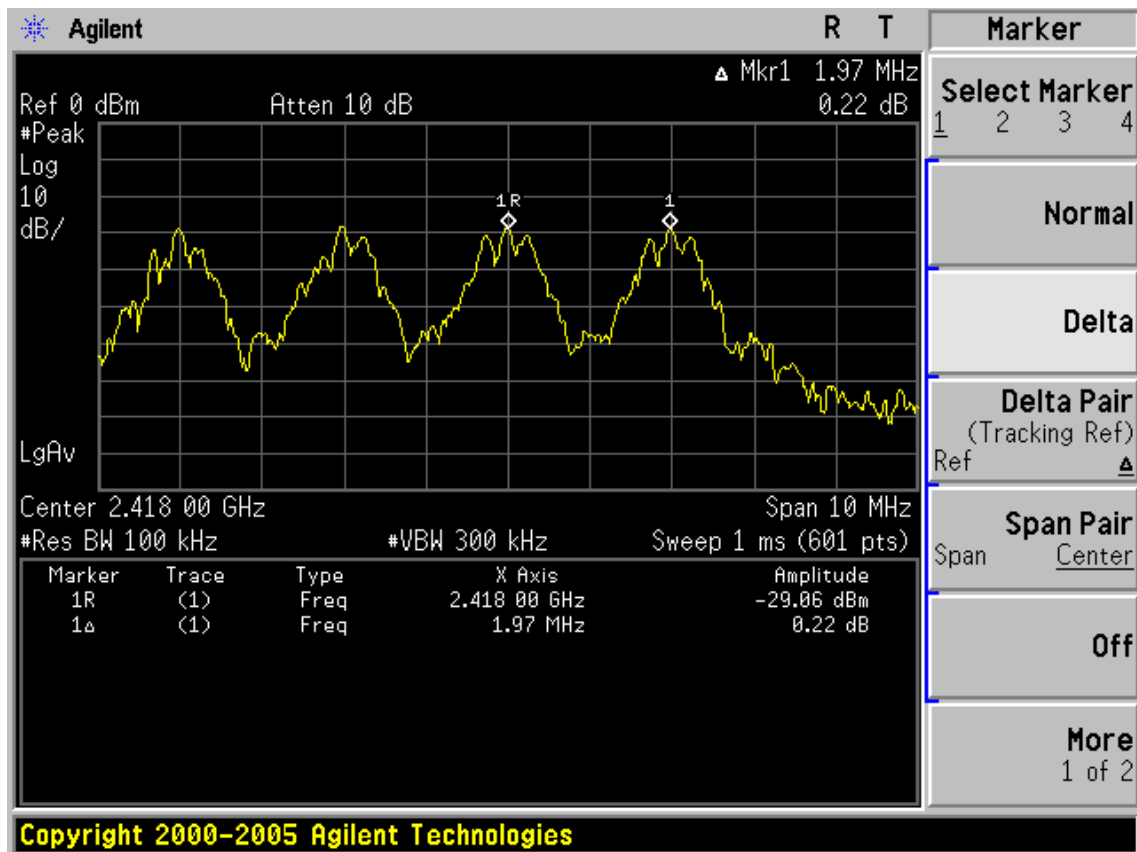 Agilent R T
Marker
▵ Mkr1 1.97 MHz
Ref 0 dBm Atten 10 dB 0.22 dB
#Peak
Log
10
dB/
1R
1
LgAv
Center 2.418 00 GHz Span 10 MHz
#Res BW 100 kHz #VBW 300 kHz Sweep 1 ms (601 pts)
Marker Trace Type X Axis Amplitude
1R (1) Freq 2.418 00 GHz -29.06 dBm
1▵ (1) Freq 1.97 MHz 0.22 dB
Select Marker
1 2 3 4
Normal
Delta
Delta Pair
(Tracking Ref)
Ref ▵
Span Pair
Span Center
Off
More
1 of 2
Copyright 2000-2005 Agilent Technologies